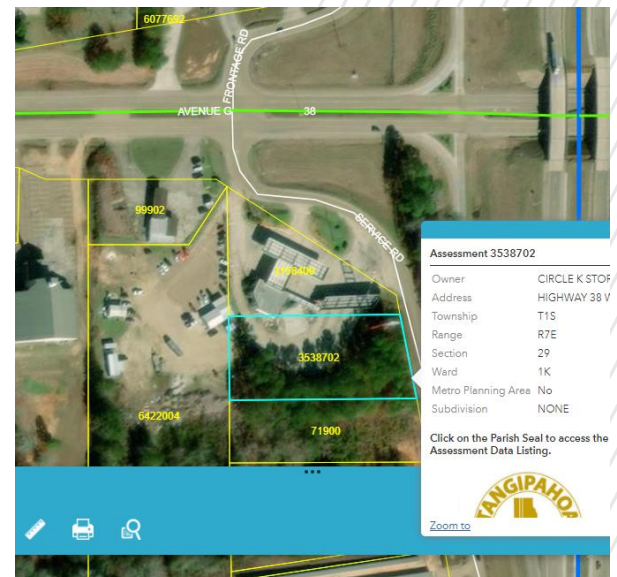 6077692
FRONTAGE RD
AVENUE G 38
99902
SERVICE RD
3538702
6422004
71900
Assessment 3538702
Owner CIRCLE K STOR
Address HIGHWAY 38 W
Township T1S
Range R7E
Section 29
Ward 1K
Metro Planning Area No
Subdivision NONE
Click on the Parish Seal to access the
Assessment Data Listing.
TANGIPAHOA
Zoom to